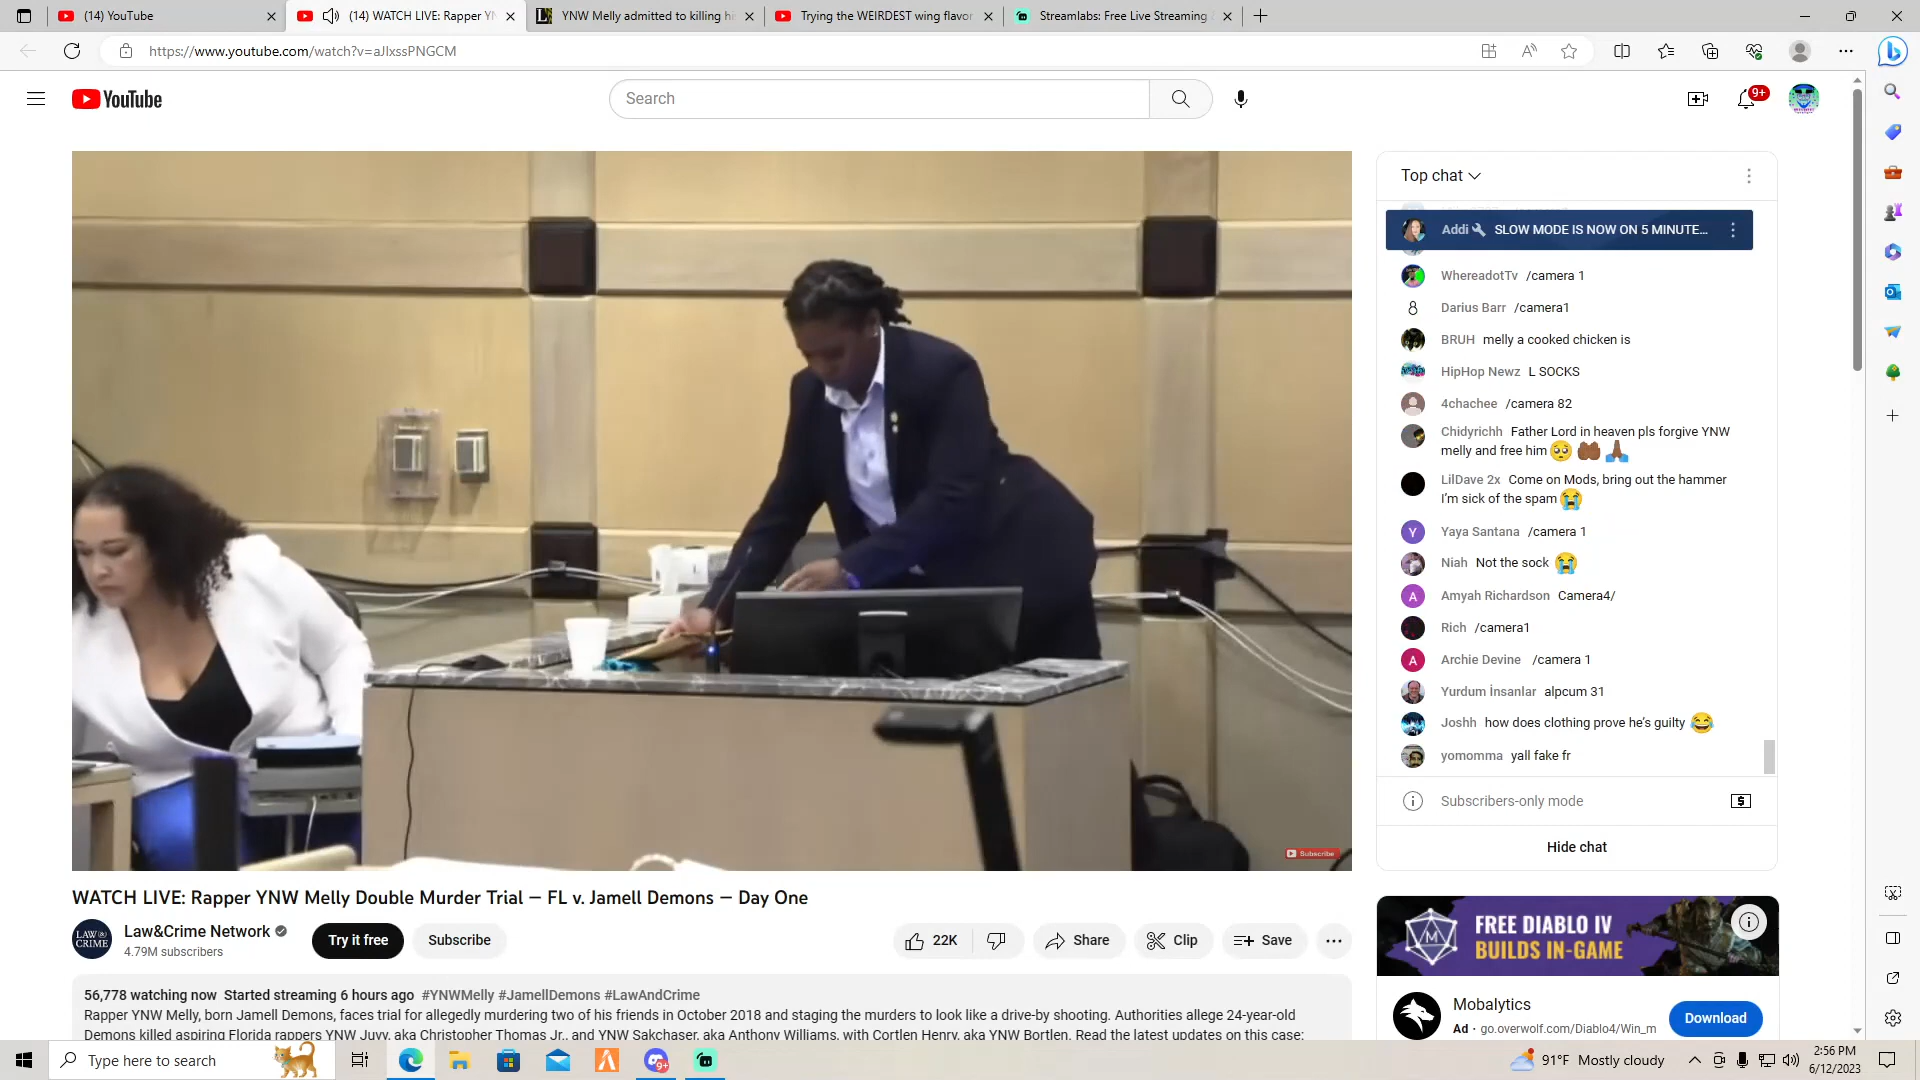 (14) YouTube
(14) WATCH LIVE: Rapper YN
YNW Melly admitted to killing h
Trying the WEIRDEST wing flavor
Streamlabs: Free Live Streaming
https://www.youtube.com/watch?v=aJIxssPNGCM
YouTube
Search
9+
Top chat
Addi SLOW MODE IS NOW ON 5 MINUTE...
WhereadotTv /camera 1
Darius Barr /camera1
BRUH melly a cooked chicken is
HipHop Newz L SOCKS
4chachee /camera 82
Chidyrichh Father Lord in heaven pls forgive YNW
melly and free him🥺🤲🏾🙏🏾
LilDave 2x Come on Mods, bring out the hammer
I'm sick of the spam😭
Yaya Santana /camera 1
Niah Not the sock 😭
Amyah Richardson Camera4/
Rich /camera1
Archie Devine /camera 1
Yurdum İnsanlar alpcum 31
Joshh how does clothing prove he's guilty 😂
yomomma yall fake fr
Subscribers-only mode
Hide chat
Subscribe
WATCH LIVE: Rapper YNW Melly Double Murder Trial — FL v. Jamell Demons — Day One
LAW &
CRIME
Law&Crime Network
4.79M subscribers
Try it free
Subscribe
22K
Share
Clip
Save
56,778 watching now Started streaming 6 hours ago #YNWMelly #JamellDemons #LawAndCrime
Rapper YNW Melly, born Jamell Demons, faces trial for allegedly murdering two of his friends in October 2018 and staging the murders to look like a drive-by shooting. Authorities allege 24-year-old
Demons killed aspiring Florida rappers YNW Juvy, aka Christopher Thomas Jr., and YNW Sakchaser, aka Anthony Williams, with Cortlen Henry, aka YNW Bortlen. Read the latest updates on this case:
FREE DIABLO IV
BUILDS IN-GAME
Mobalytics
Ad · go.overwolf.com/Diablo4/Win_m
Download
Type here to search
9+
91°F Mostly cloudy
2:56 PM
6/12/2023